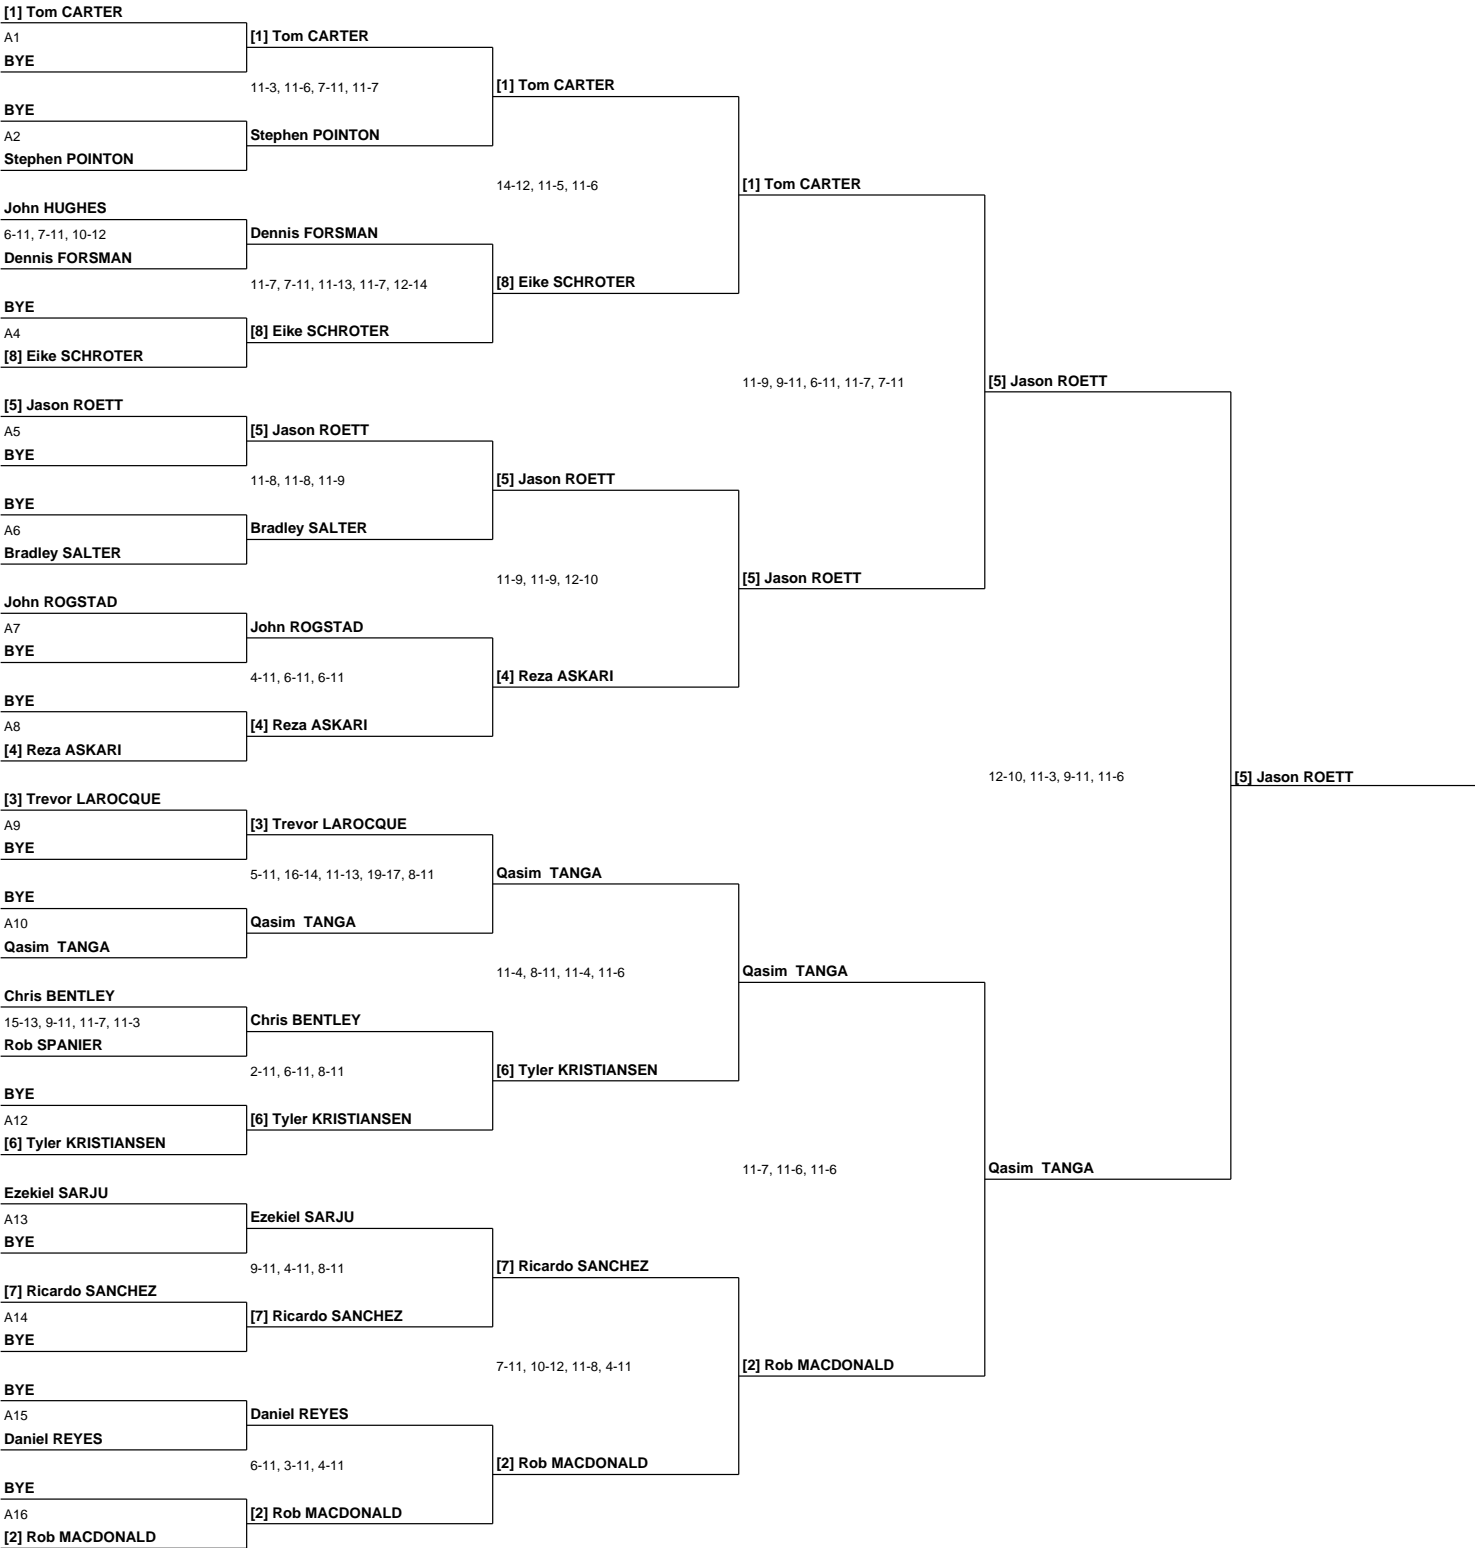 [1] Tom CARTER
A1
BYE
BYE
A2
Stephen POINTON
John HUGHES
6-11, 7-11, 10-12
Dennis FORSMAN
BYE
A4
[8] Eike SCHROTER
[5] Jason ROETT
A5
BYE
BYE
A6
Bradley SALTER
John ROGSTAD
A7
BYE
BYE
A8
[4] Reza ASKARI
[3] Trevor LAROCQUE
A9
BYE
BYE
A10
Qasim  TANGA
Chris BENTLEY
15-13, 9-11, 11-7, 11-3
Rob SPANIER
BYE
A12
[6] Tyler KRISTIANSEN
Ezekiel SARJU
A13
BYE
[7] Ricardo SANCHEZ
A14
BYE
BYE
A15
Daniel REYES
BYE
A16
[2] Rob MACDONALD
[1] Tom CARTER
11-3, 11-6, 7-11, 11-7
Stephen POINTON
Dennis FORSMAN
11-7, 7-11, 11-13, 11-7, 12-14
[8] Eike SCHROTER
[5] Jason ROETT
11-8, 11-8, 11-9
Bradley SALTER
John ROGSTAD
4-11, 6-11, 6-11
[4] Reza ASKARI
[3] Trevor LAROCQUE
5-11, 16-14, 11-13, 19-17, 8-11
Qasim  TANGA
Chris BENTLEY
2-11, 6-11, 8-11
[6] Tyler KRISTIANSEN
Ezekiel SARJU
9-11, 4-11, 8-11
[7] Ricardo SANCHEZ
Daniel REYES
6-11, 3-11, 4-11
[2] Rob MACDONALD
[1] Tom CARTER
14-12, 11-5, 11-6
[8] Eike SCHROTER
[5] Jason ROETT
11-9, 11-9, 12-10
[4] Reza ASKARI
Qasim  TANGA
11-4, 8-11, 11-4, 11-6
[6] Tyler KRISTIANSEN
[7] Ricardo SANCHEZ
7-11, 10-12, 11-8, 4-11
[2] Rob MACDONALD
[1] Tom CARTER
11-9, 9-11, 6-11, 11-7, 7-11
[5] Jason ROETT
Qasim  TANGA
11-7, 11-6, 11-6
[2] Rob MACDONALD
[5] Jason ROETT
12-10, 11-3, 9-11, 11-6
Qasim  TANGA
[5] Jason ROETT